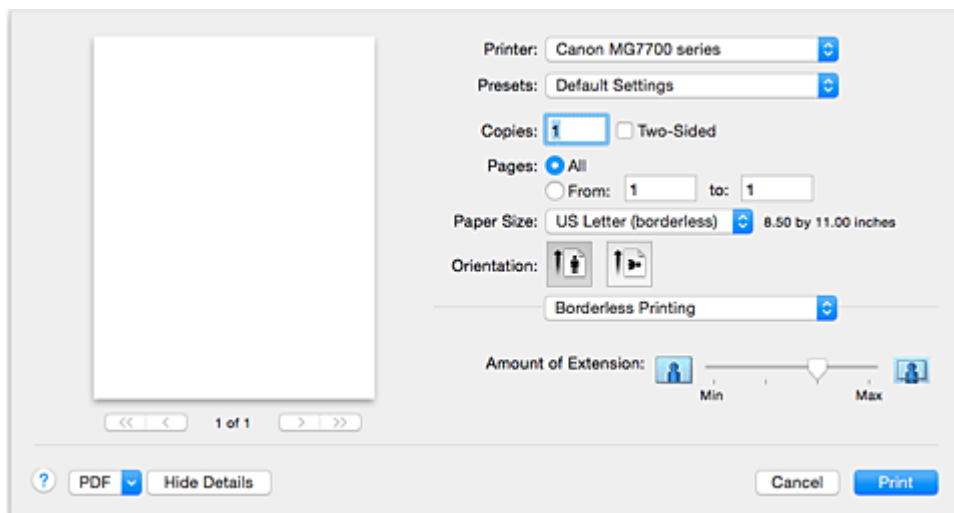 Printer: Canon MG7700 series
Presets: Default Settings
Copies: 1 Two-Sided
Pages: All
From: 1 to: 1
Paper Size: US Letter (borderless) 8.50 by 11.00 inches
Orientation:
Borderless Printing
Amount of Extension:
Min Max
<< < 1 of 1 > >>
? PDF Hide Details Cancel Print